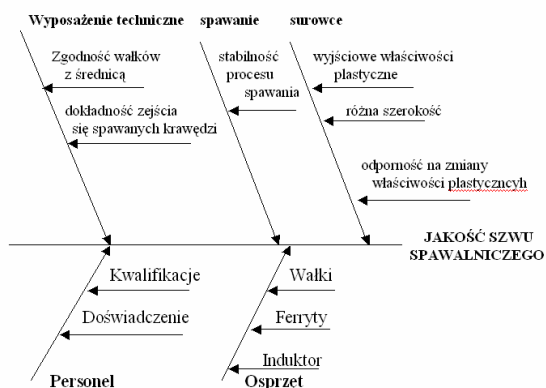 Wyposażenie techniczne spawanie surowce
Zgodność wałków
z średnicą
dokładność zejścia
się spawanych krawędzi
stabilność
procesu
spawania
wyjściowe właściwości
plastyczne
różna szerokość
odporność na zmiany
właściwości plastyczncyh
JAKOŚĆ SZWU
SPAWALNICZEGO
Kwalifikacje
Doświadczenie
Personel
Wałki
Ferryty
Induktor
Osprzęt